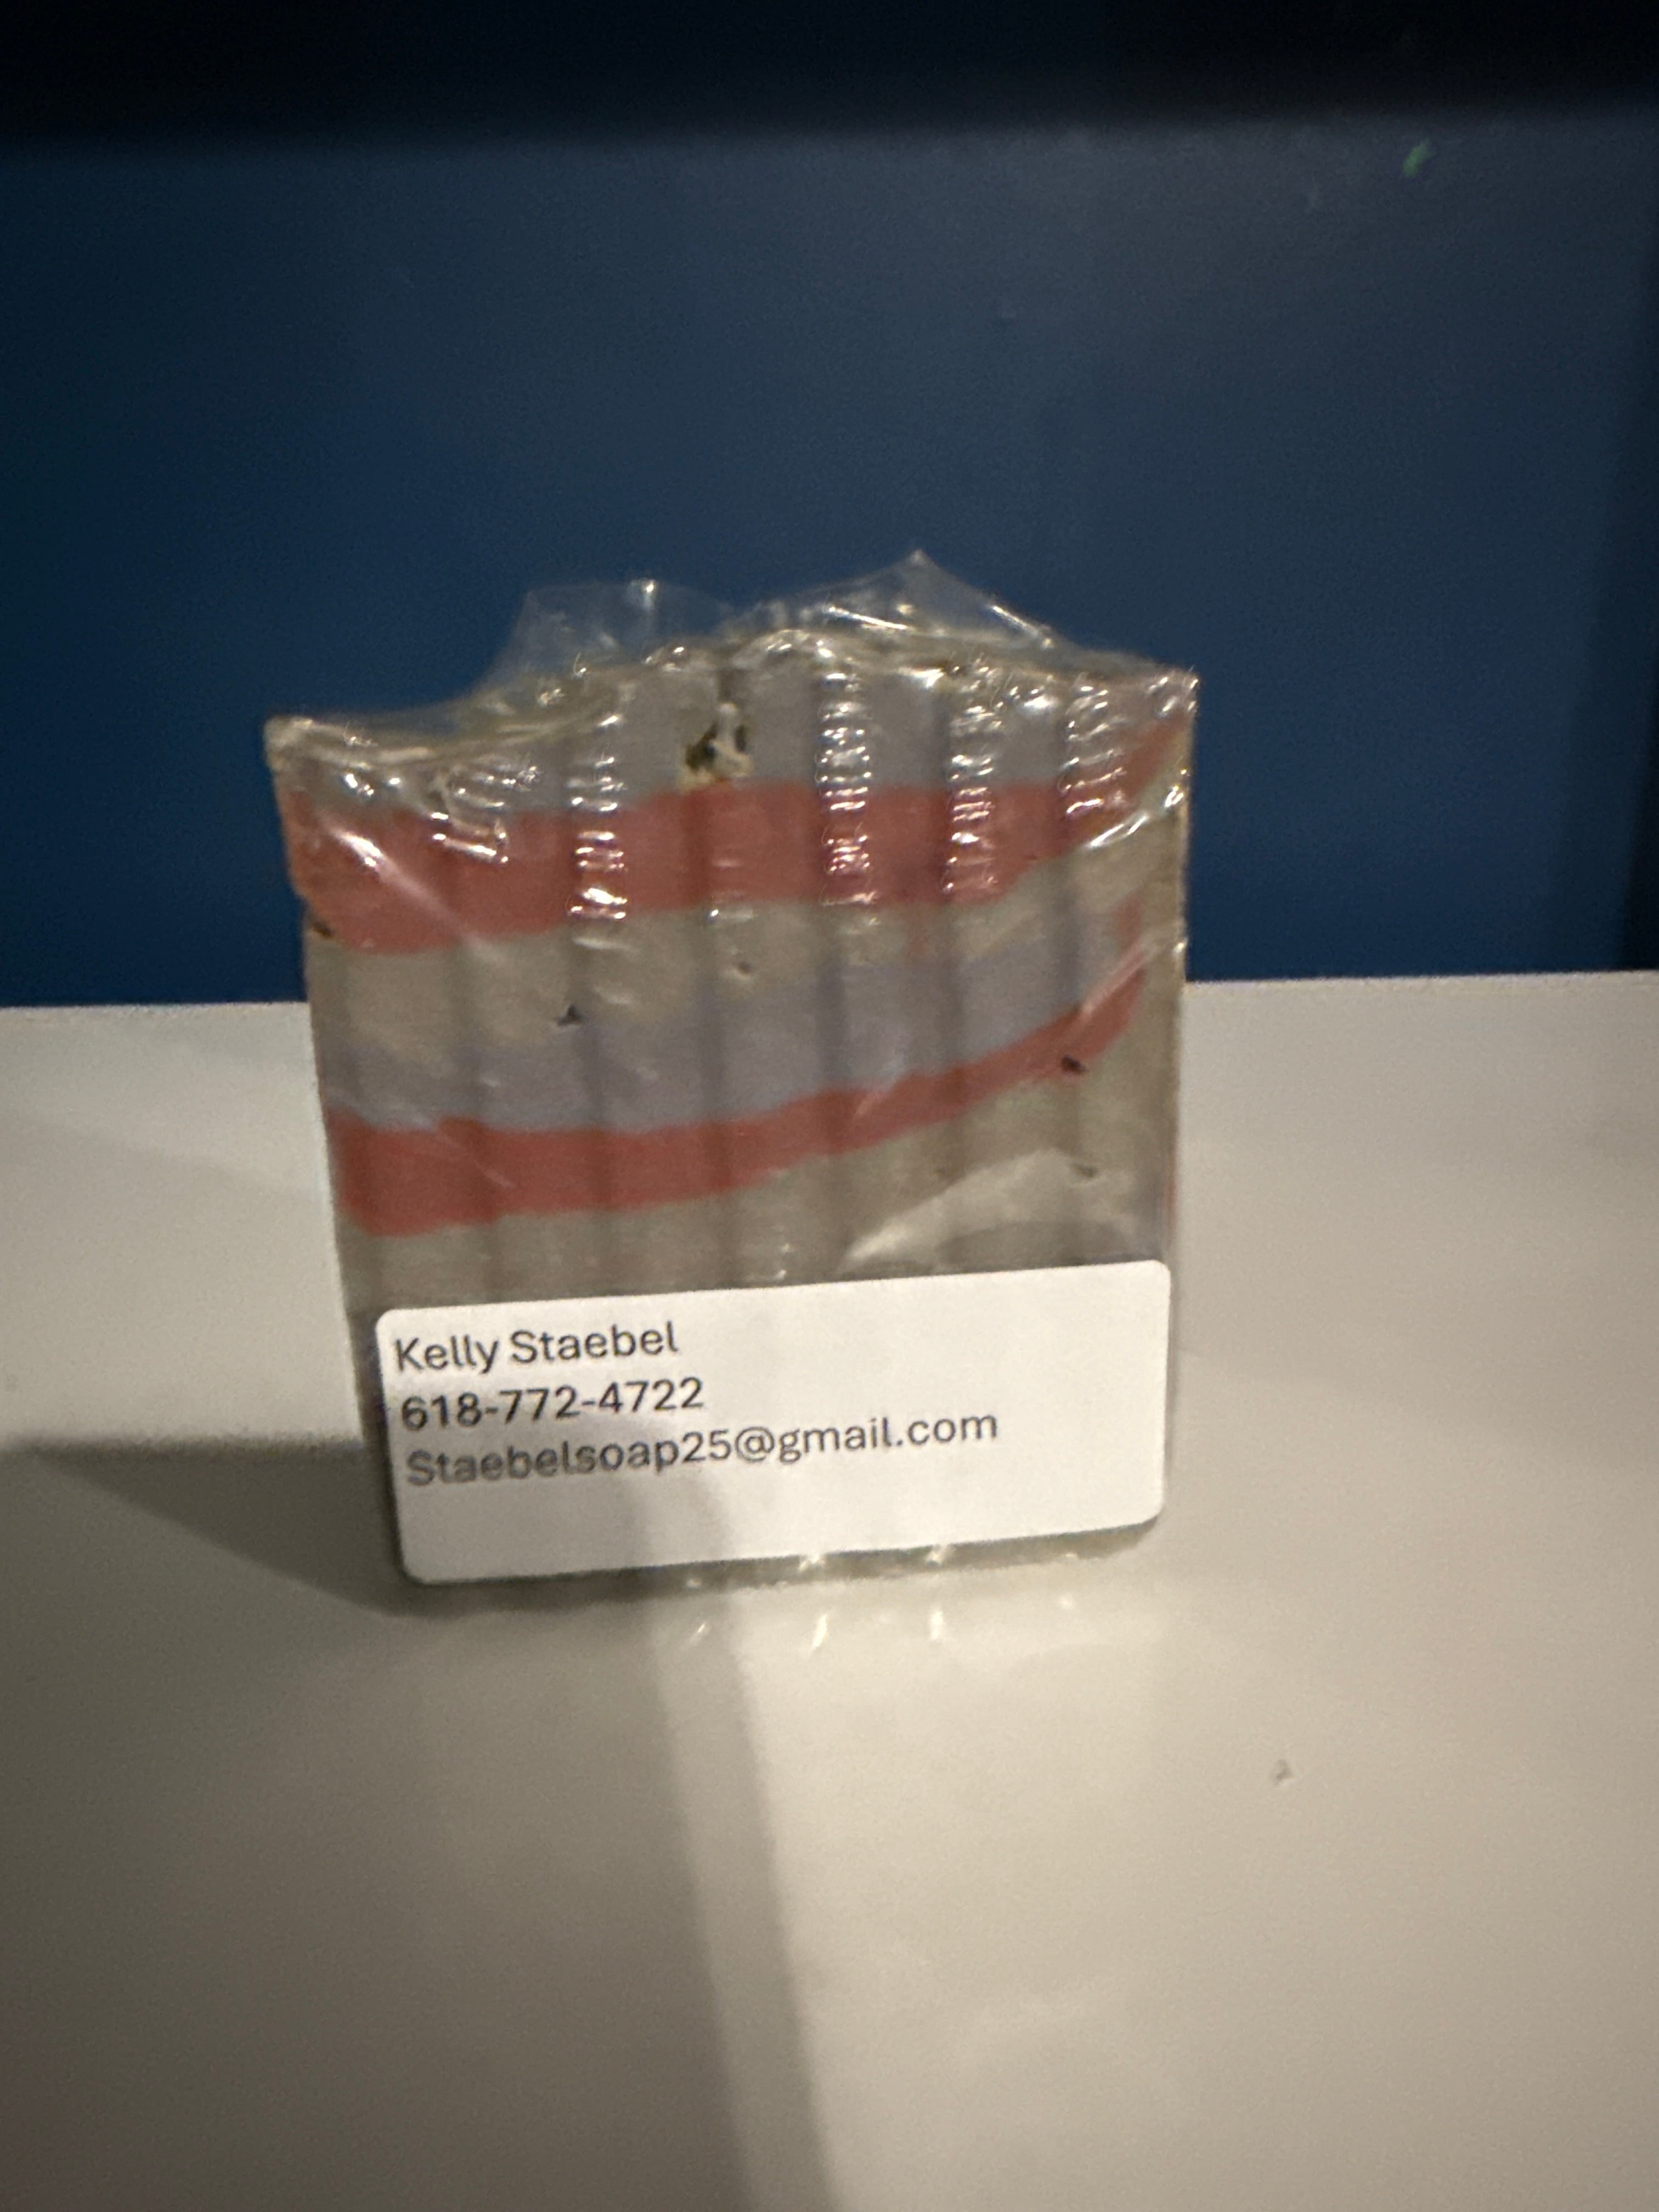 Kelly Staebel
618-772-4722
Staebelsoap25@gmail.com